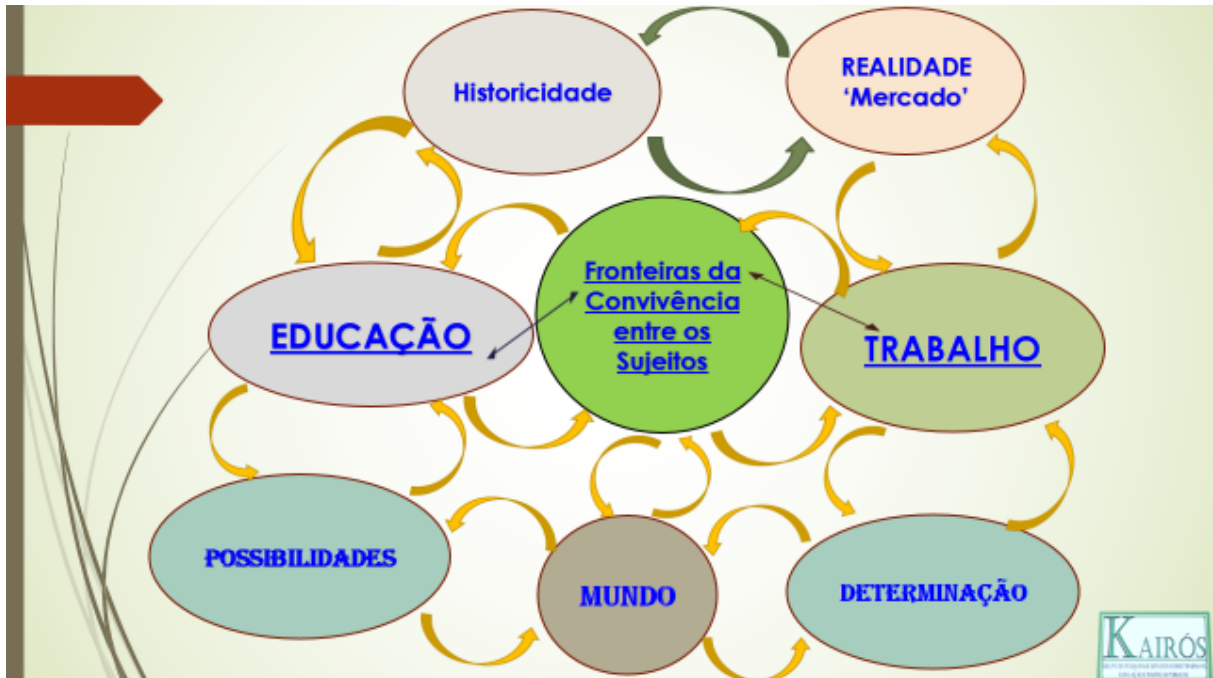 Historicidade
REALIDADE
‘Mercado’
Fronteiras da
Convivência
entre os
Sujeitos
EDUCAÇÃO
TRABALHO
POSSIBILIDADES
MUNDO
DETERMINAÇÃO
KAIRÓS